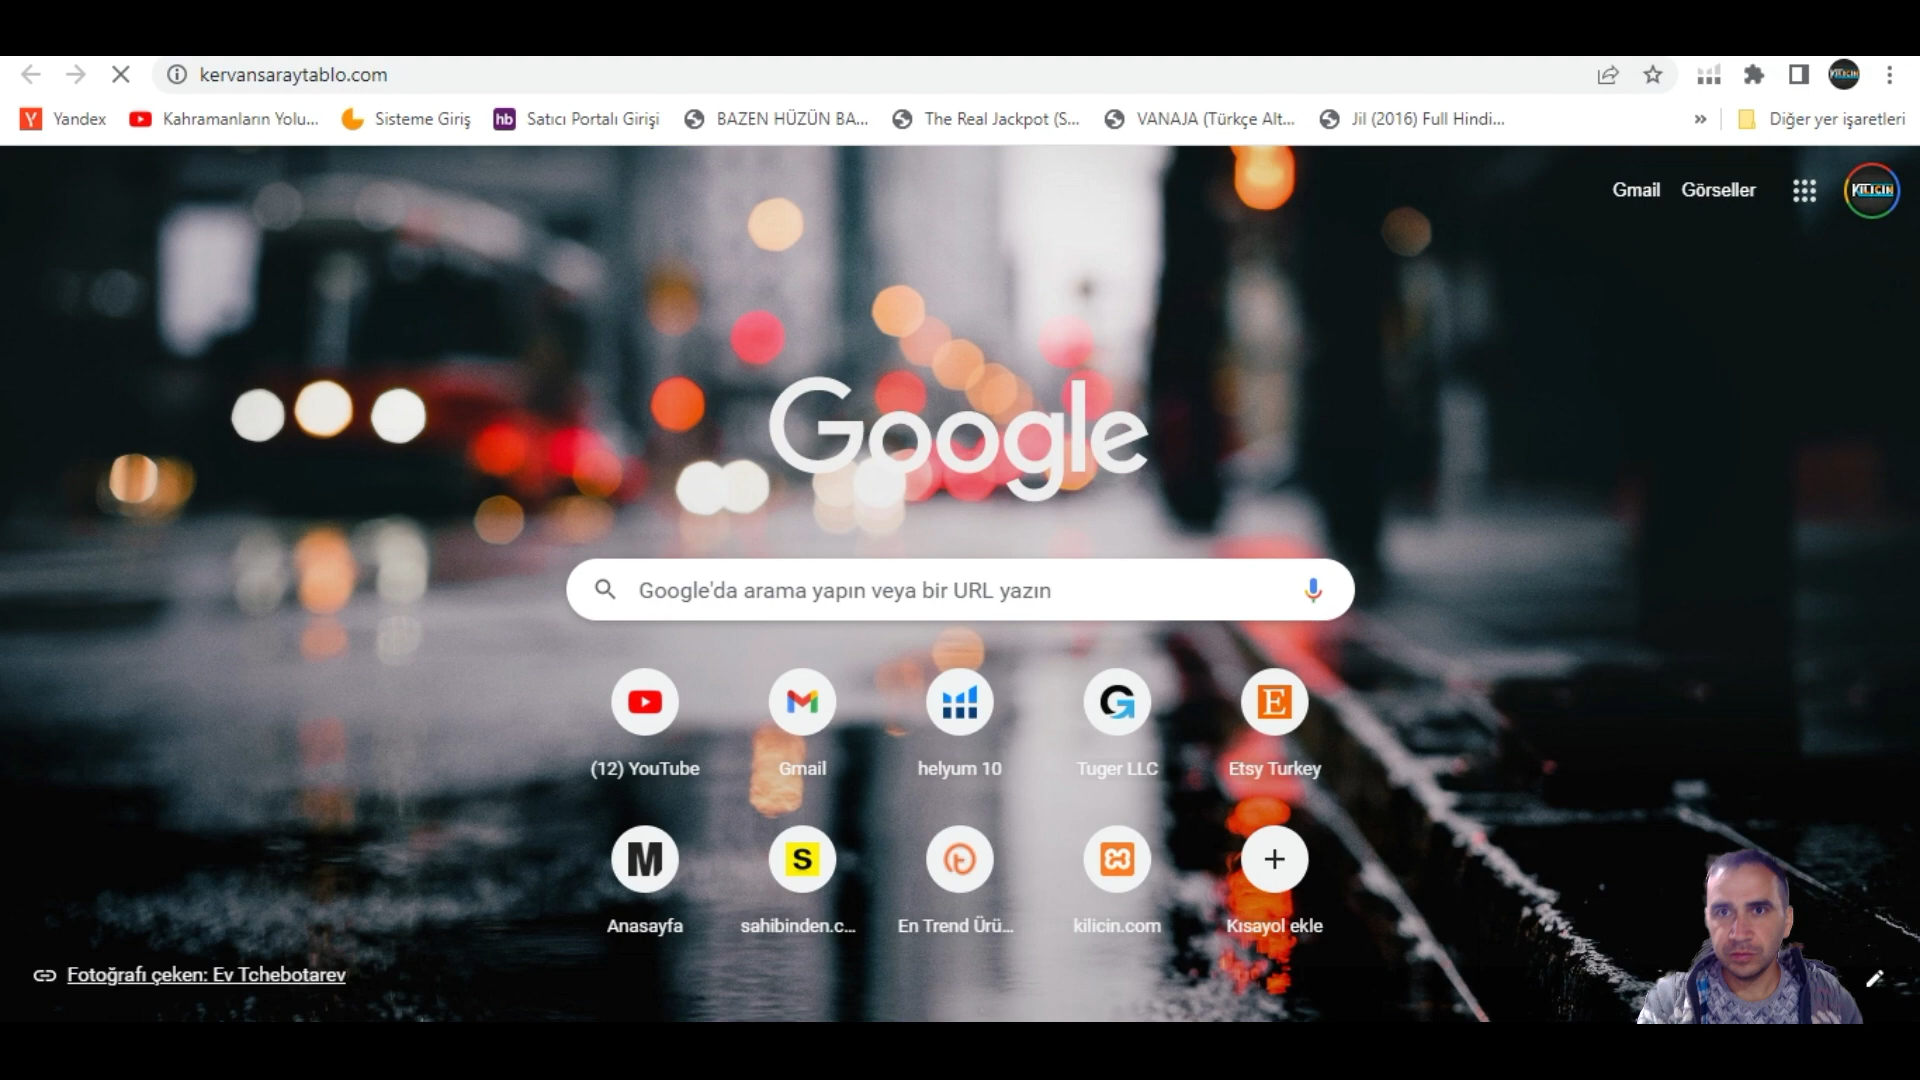 kervansaraytablo.com
Yandex Kahramanların Yolu... Sisteme Giriş hb Satıcı Portalı Girişi BAZEN HÜZÜN BA... The Real Jackpot (S... VANAJA (Türkçe Alt... Jil (2016) Full Hindi... » Diğer yer işaretleri
Gmail Görseller KILICIN
Google
Google'da arama yapın veya bir URL yazın
(12) YouTube Gmail helyum 10 Tuger LLC Etsy Turkey
Anasayfa sahibinden.c... En Trend Ürü... kilicin.com Kısayol ekle
Fotoğrafı çeken: Ev Tchebotarev